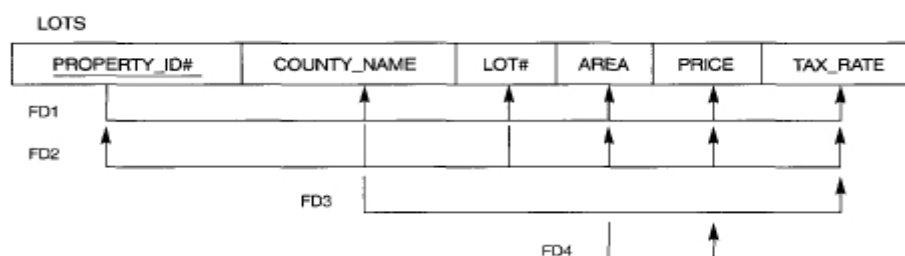 LOTS
PROPERTY_ID# COUNTY_NAME LOT# AREA PRICE TAX_RATE
FD1
FD2
FD3
FD4